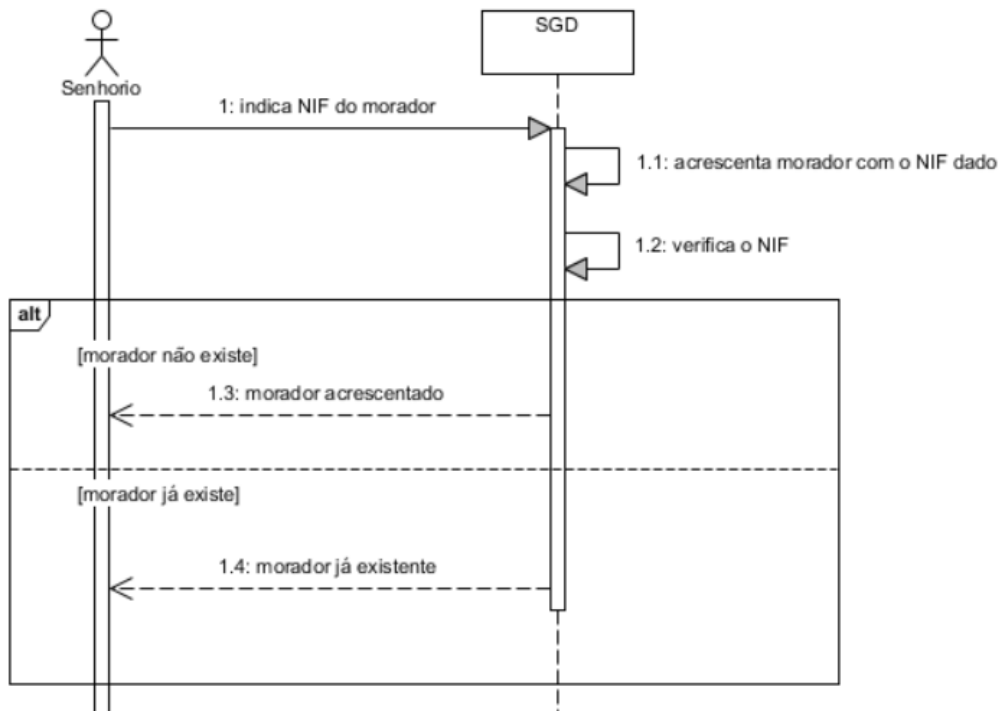 SGD
Senhorio
1: indica NIF do morador
1.1: acrescenta morador com o NIF dado
1.2: verifica o NIF
alt
[morador não existe]
1.3: morador acrescentado
[morador já existe]
1.4: morador já existente